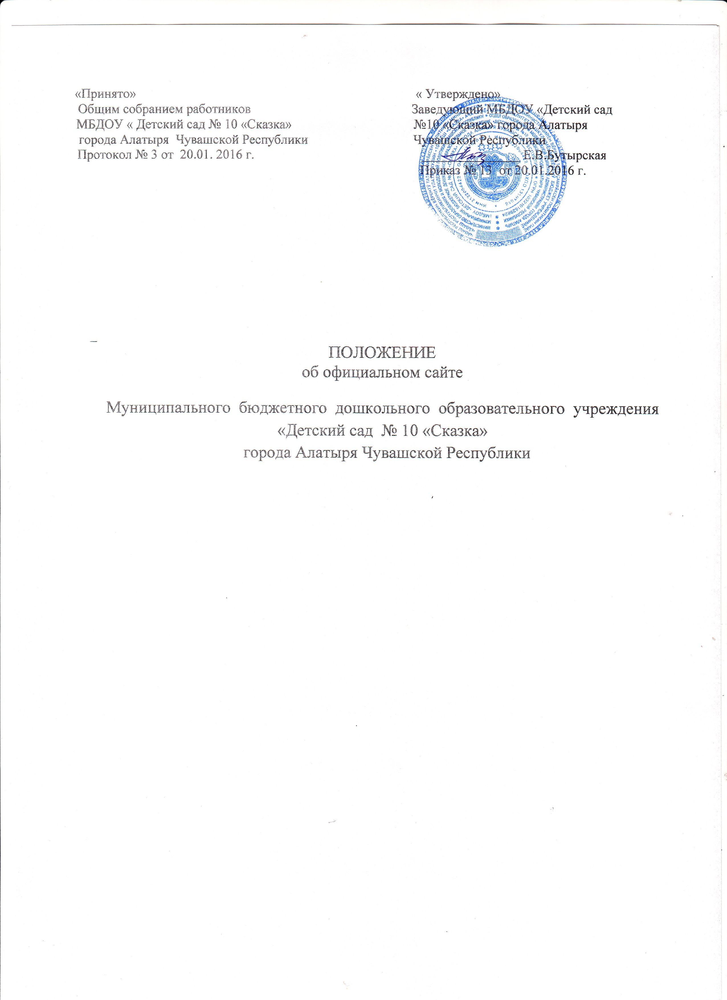 «Принято»
Общим собранием работников
МБДОУ « Детский сад № 10 «Сказка»
города Алатыря Чувашской Республики
Протокол № 3 от 20.01. 2016 г.
« Утверждено»
Заведующий МБДОУ «Детский сад
№10 «Сказка» города Алатыря
Чувашской Республики
Е.В.Бутырская
Приказ № 13 от 20.01.2016 г.
ПОЛОЖЕНИЕ
об официальном сайте
Муниципального бюджетного дошкольного образовательного учреждения
«Детский сад № 10 «Сказка»
города Алатыря Чувашской Республики